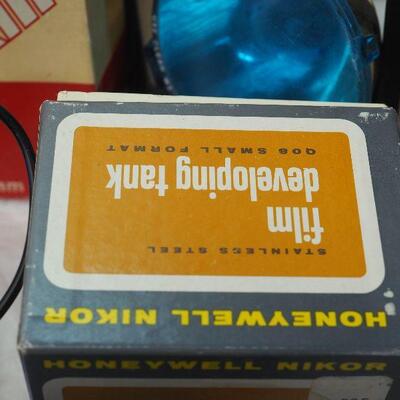 HONEYWELL NIKOR
STAINLESS STEEL
film
developing tank
Q06 SMALL FORMAT
HONEYWELL NIKOR